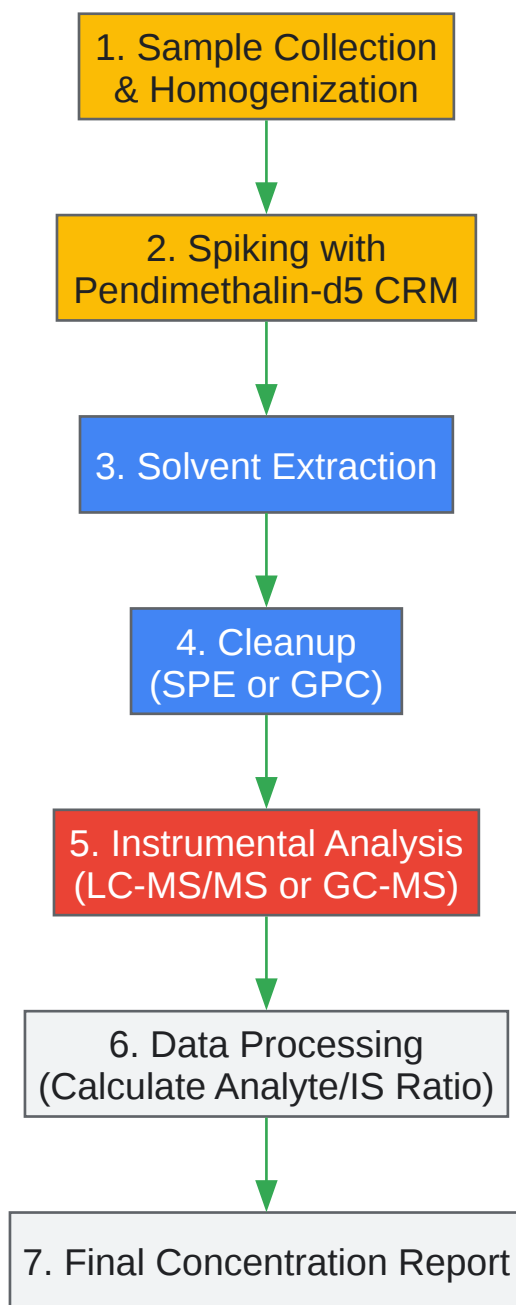 1. Sample Collection
& Homogenization
2. Spiking with
Pendimethalin-d5 CRM
3. Solvent Extraction
4. Cleanup
(SPE or GPC)
5. Instrumental Analysis
(LC-MS/MS or GC-MS)
6. Data Processing
(Calculate Analyte/IS Ratio)
7. Final Concentration Report